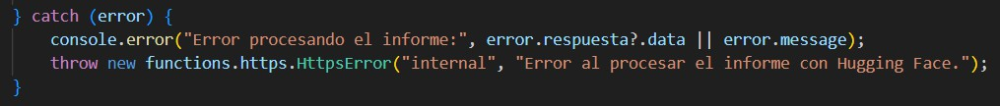 } catch (error) {
console.error("Error procesando el informe:", error.respuesta?.data || error.message);
throw new functions.https.HttpsError("internal", "Error al procesar el informe con Hugging Face.");
}